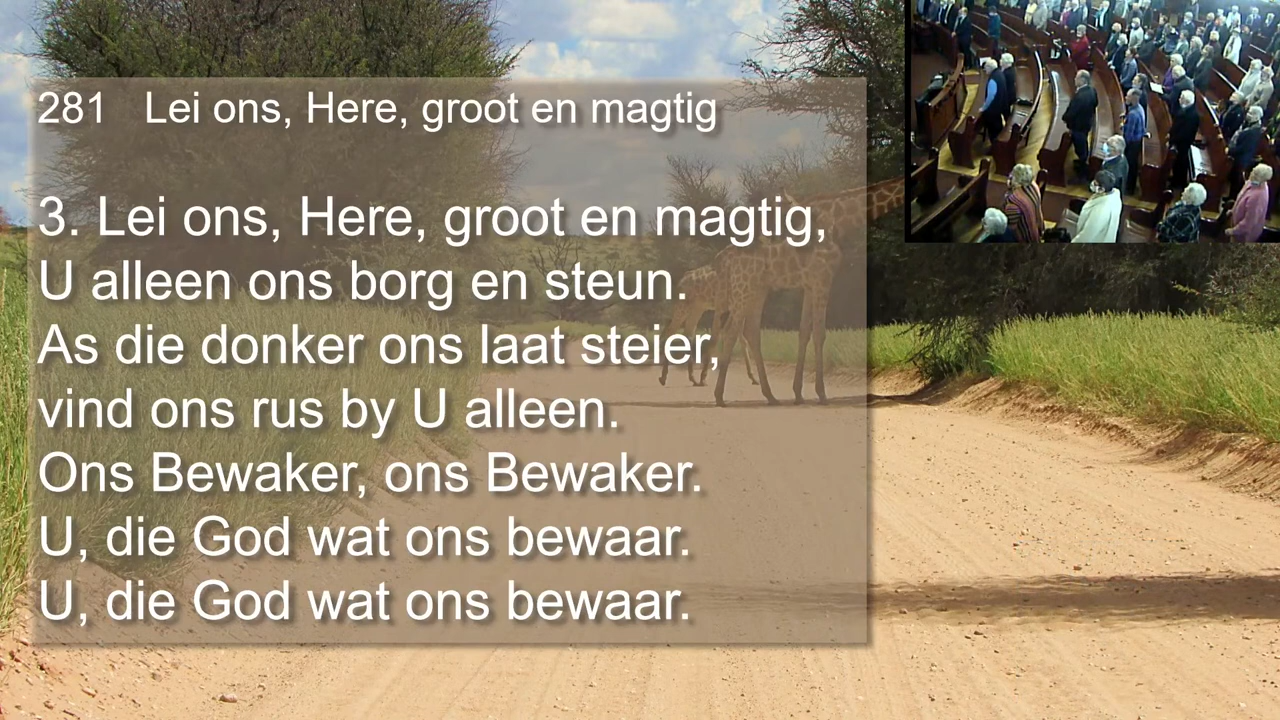 281 Lei ons, Here, groot en magtig
3. Lei ons, Here, groot en magtig,
U alleen ons borg en steun.
As die donker ons laat steier,
vind ons rus by U alleen.
Ons Bewaker, ons Bewaker.
U, die God wat ons bewaar.
U, die God wat ons bewaar.